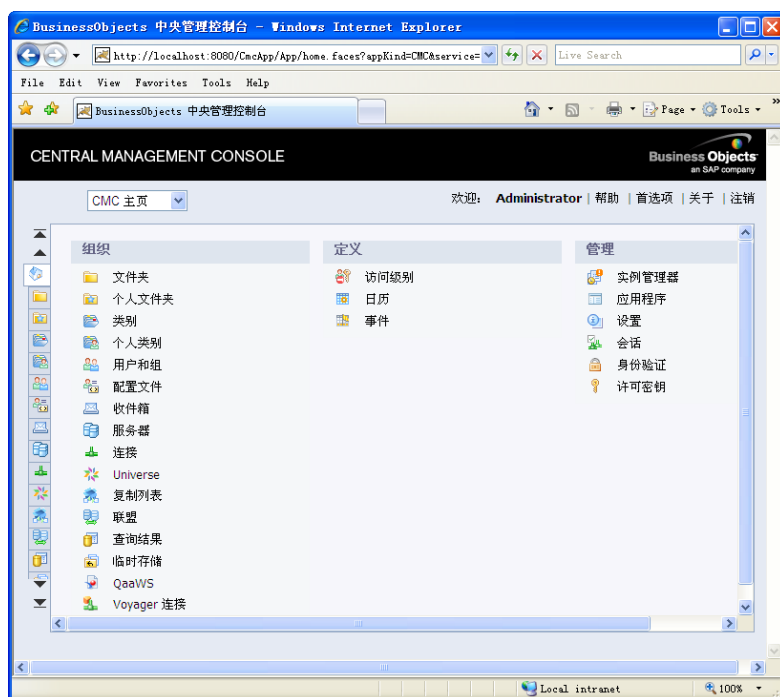 BusinessObjects 中央管理控制台 - Windows Internet Explorer
http://localhost:8080/CmcApp/App/home.faces?appKind=CMC&service=
Live Search
File Edit View Favorites Tools Help
BusinessObjects 中央管理控制台
Page
Tools
»
CENTRAL MANAGEMENT CONSOLE
Business Objects
an SAP company
CMC 主页
欢迎: Administrator | 帮助 | 首选项 | 关于 | 注销
组织
文件夹
个人文件夹
类别
个人类别
用户和组
配置文件
收件箱
服务器
连接
Universe
复制列表
联盟
查询结果
临时存储
QaaWS
Voyager 连接
定义
访问级别
日历
事件
管理
实例管理器
应用程序
设置
会话
身份验证
许可密钥
Local intranet
100%